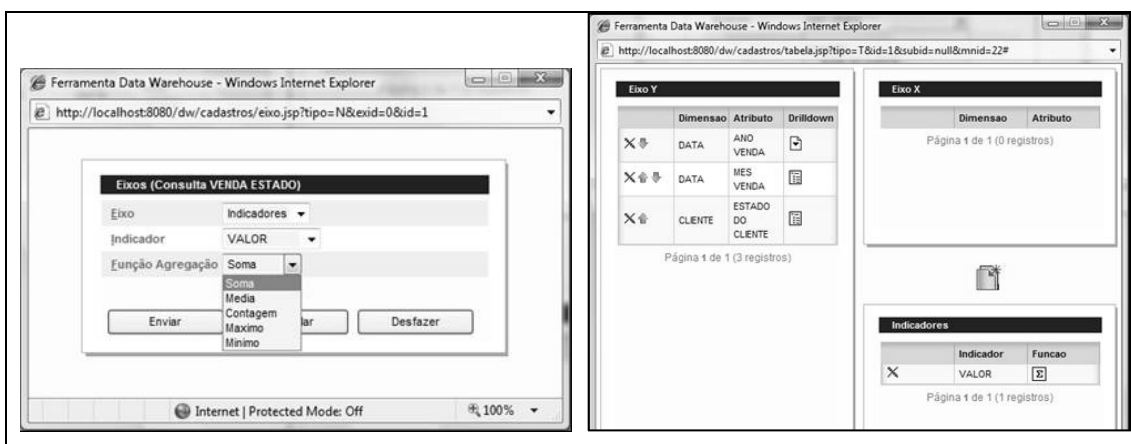 Ferramenta Data Warehouse - Windows Internet Explorer
http://localhost:8080/dw/cadastros/eixo.jsp?tipo=N&exid=0&id=1
Eixos (Consulta VENDA ESTADO)
Eixo Indicadores
Indicador VALOR
Função Agregação Soma
Soma
Media
Contagem
Maximo
Minimo
Enviar lar Desfazer
Internet | Protected Mode: Off 100%
Ferramenta Data Warehouse - Windows Internet Explorer
http://localhost:8080/dw/cadastros/tabela.jsp?tipo=T&id=1&subid=null&mnid=22#
Eixo Y
Dimensao Atributo Drilldown
DATA ANO
VENDA
DATA MES
VENDA
CLIENTE ESTADO
DO
CLIENTE
Página 1 de 1 (3 registros)
Eixo X
Dimensao Atributo
Página 1 de 1 (0 registros)
Indicadores
Indicador Funcao
VALOR Σ
Página 1 de 1 (1 registros)